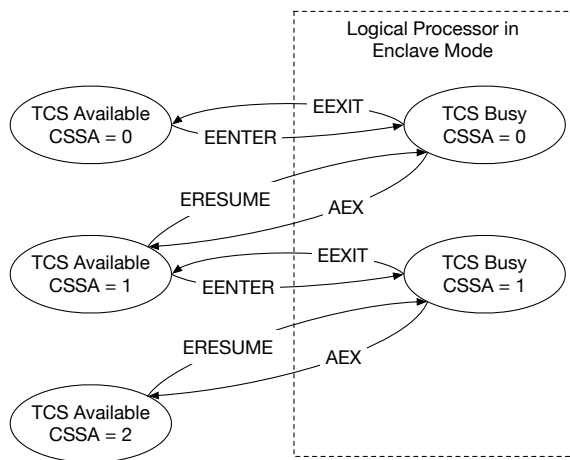 Logical Processor in
Enclave Mode
TCS Available
CSSA = 0
EEXIT
EENTER
TCS Busy
CSSA = 0
ERESUME
AEX
TCS Available
CSSA = 1
EEXIT
EENTER
TCS Busy
CSSA = 1
ERESUME
AEX
TCS Available
CSSA = 2